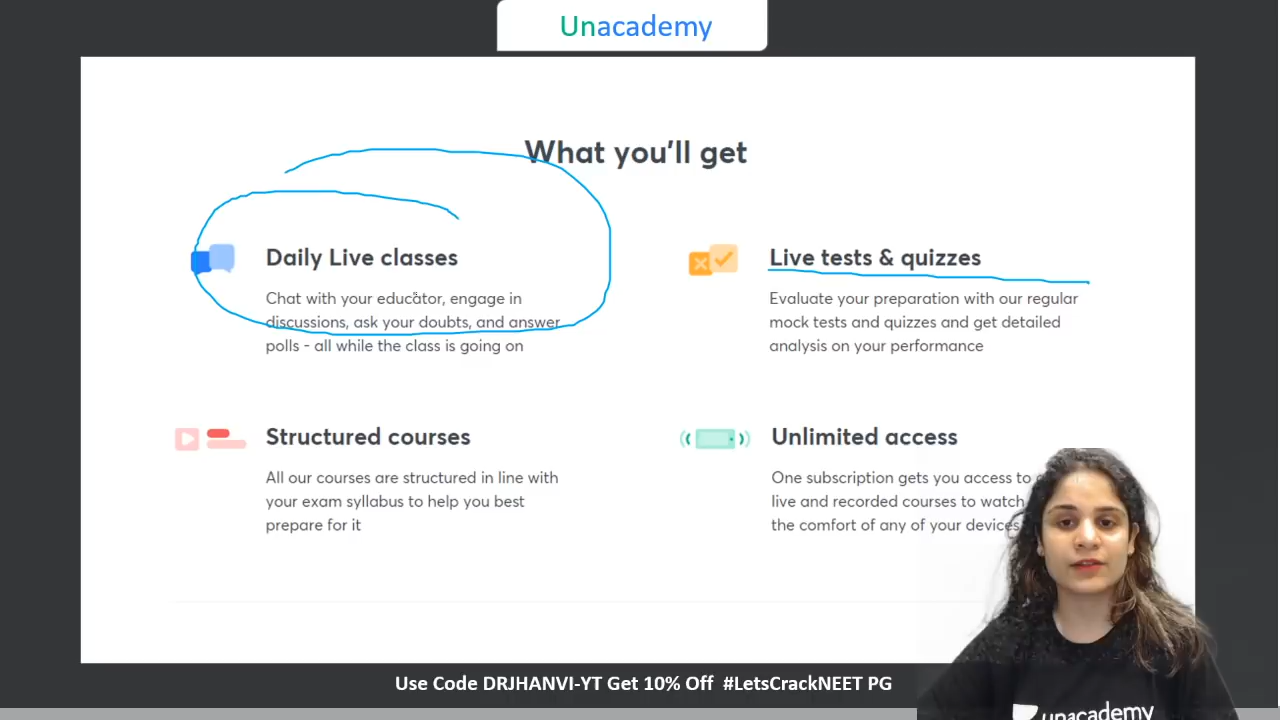 Unacademy
What you'll get
Daily Live classes
Chat with your educator, engage in
discussions, ask your doubts, and answer
polls - all while the class is going on
Live tests & quizzes
Evaluate your preparation with our regular
mock tests and quizzes and get detailed
analysis on your performance
Structured courses
All our courses are structured in line with
your exam syllabus to help you best
prepare for it
Unlimited access
One subscription gets you access to
live and recorded courses to watch
the comfort of any of your devices
Use Code DRJHANVI-YT Get 10% Off #LetsCrackNEET PG
unacademy